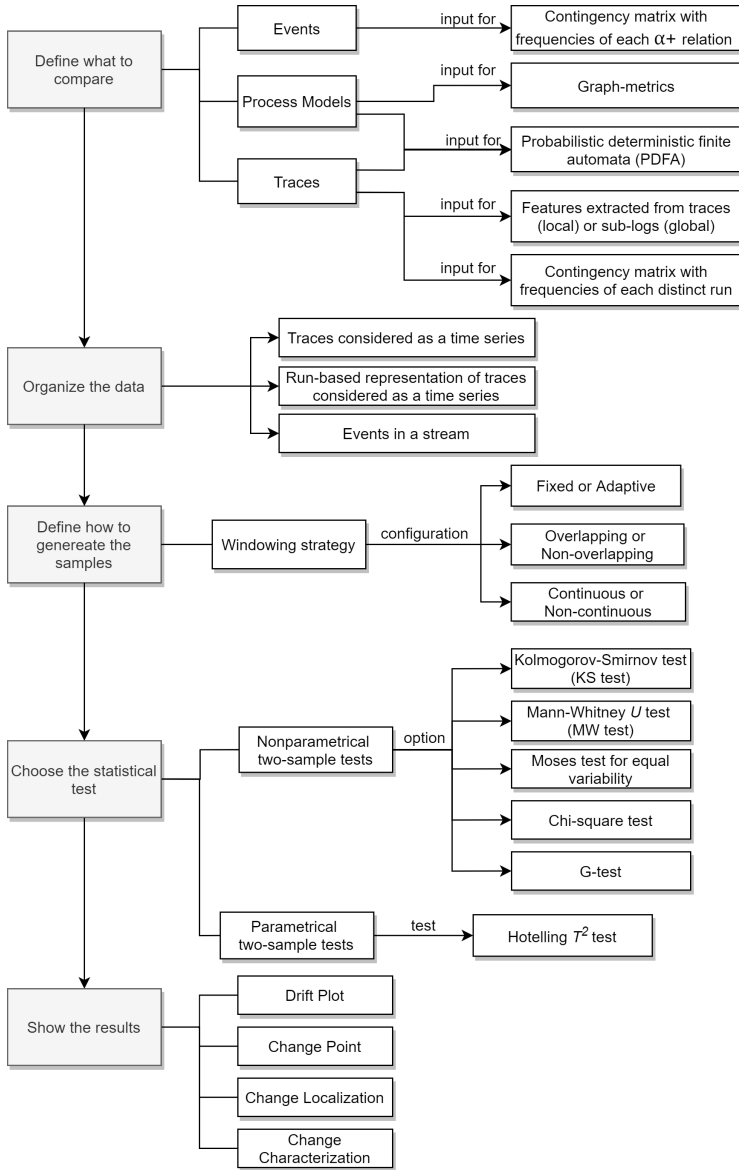 Define what to
compare
Events
input for
Contingency matrix with
frequencies of each α+ relation
Process Models
input for
Graph-metrics
input for
Probabilistic deterministic finite
automata (PDFA)
Traces
input for
Features extracted from traces
(local) or sub-logs (global)
input for
Contingency matrix with
frequencies of each distinct run
Organize the data
Traces considered as a time series
Run-based representation of traces
considered as a time series
Events in a stream
Define how to
genereate the
samples
Windowing strategy
configuration
Fixed or Adaptive
Overlapping or
Non-overlapping
Continuous or
Non-continuous
Choose the statistical
test
Nonparametrical
two-sample tests
option
Kolmogorov-Smirnov test
(KS test)
Mann-Whitney U test
(MW test)
Moses test for equal
variability
Chi-square test
G-test
Parametrical
two-sample tests
test
Hotelling T² test
Show the results
Drift Plot
Change Point
Change Localization
Change
Characterization